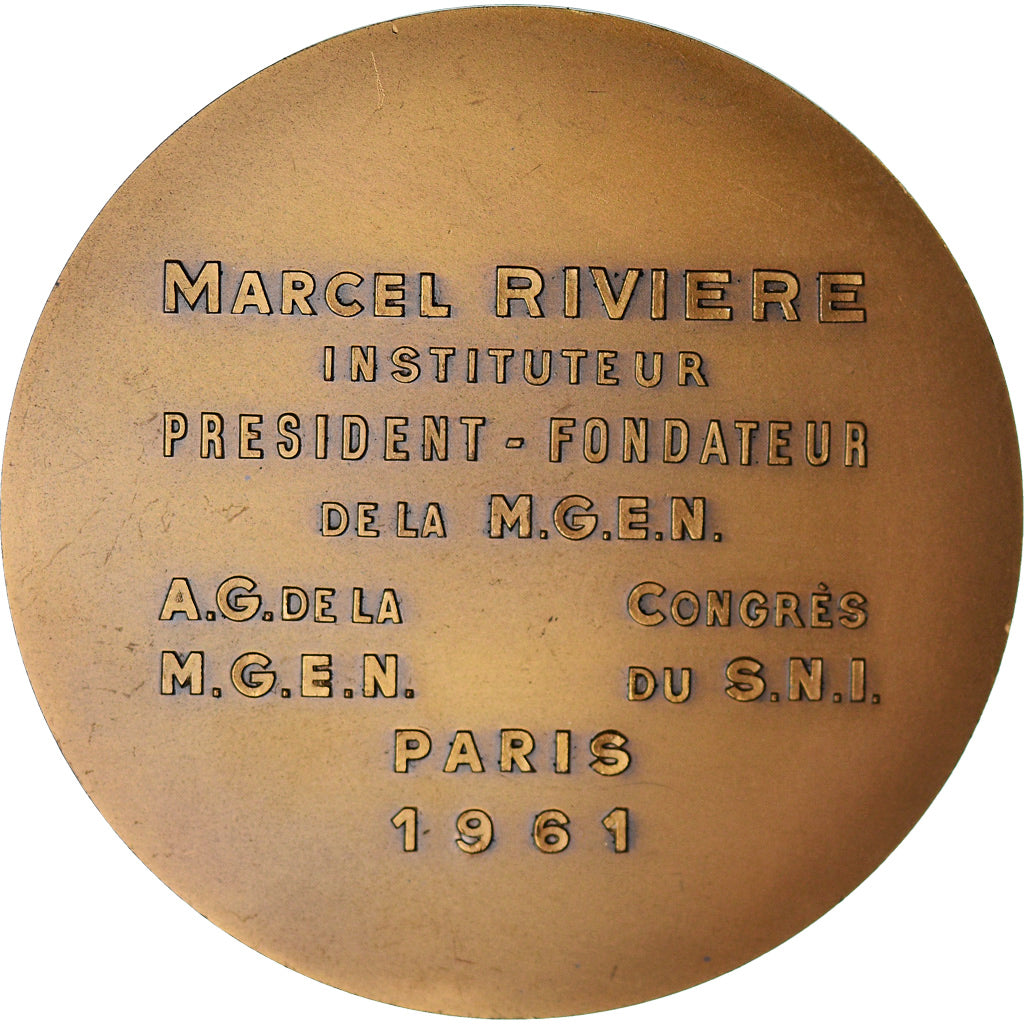 MARCEL RIVIERE
INSTITUTEUR
PRESIDENT - FONDATEUR
DE LA M.G.E.N.
A.G. DE LA CONGRÈS
M.G.E.N. DU S.N.I.
PARIS
1961